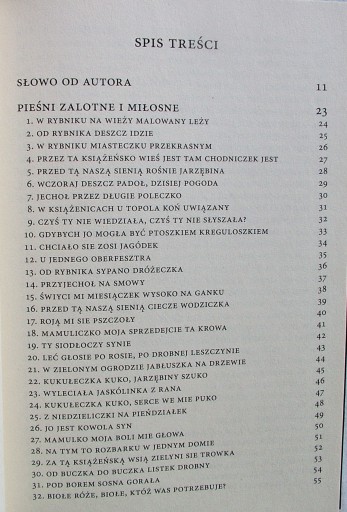 SPIS TREŚCI
SŁOWO OD AUTORA 11
PIEŚNI ZALOTNE I MIŁOSNE 23
1. W RYBNIKU NA WIEŻY MALOWANY LEŻY 24
2. OD RYBNIKA DESZCZ IDZIE 25
3. W RYBNIKU MIASTECZKU PRZEKRASNYM 26
4. PRZEZ TA KSIĄŻEŃSKO WIEŚ JEST TAM CHODNICZEK JEST 27
5. PRZED TĄ NASZĄ SIENIĄ ROŚNIE JARZĘBINA 28
6. WCZORAJ DESZCZ PADOŁ, DZISIEJ POGODA 29
7. JECHOŁ PRZEZ DŁUGIE POLECZKO 30
8. W KSIĄŻENICACH U TOPOLA KOŃ UWIĄZANY 31
9. CZYŚ TY NIE WIEDZIAŁA, CZYŚ TY NIE SŁYSZAŁA? 32
10. GDYBYCH JO MOGŁA BYĆ PTOSZKIEM KREGULOSZKIEM 33
11. CHCIAŁO SIE ZOSI JAGÓDEK 34
12. U JEDNEGO OBERFESZTRA 35
13. OD RYBNIKA SYPANO DRÓŻECZKA 36
14. PRZYJECHOŁ NA SMOWY 37
15. ŚWIYCI MI MIESIĄCZEK WYSOKO NA GANKU 38
16. PRZED TĄ NASZĄ SIENIĄ CIECZE WODZICZKA 39
17. ROJĄ MI SIE PSZCZOŁY 40
18. MAMULICZKO MOJA SPRZEDEJCIE TA KROWA 41
19. TY SIODŁOCZY SYNIE 42
20. LEĆ GŁOSIE PO ROSIE, PO DROBNEJ LESZCZYNIE 43
21. W ZIELONYM OGRODZIE JABŁUSZKA NA DRZEWIE 44
22. KUKUŁECZKA KUKO, JARZĘBINY SZUKO 45
23. WYLECIAŁA JASKÓLINKA Z RANA 46
24. KUKUŁECZKA KUKO, SERCE WE MIE PUKO 47
25. Z NIEDZIELICZKI NA PIEŃDZIAŁEK 48
26. JO JEST KOWOLA SYN 49
27. MAMULKO MOJA BOLI MIE GŁOWA 50
28. NA TYM TO ROZBARKU W JEDNYM DOMIE 51
29. ZA TĄ KSIĄŻEŃSKĄ WSIĄ ZIELYNI SIE TROWKA 52
30. OD BUCZKA DO BUCZKA LISTEK DROBNY 53
31. POD BOREM SOSNA GORAŁA 54
32. BIOŁE RÓŻE, BIOŁE, KTÓŻ WAS POTRZEBUJE? 55